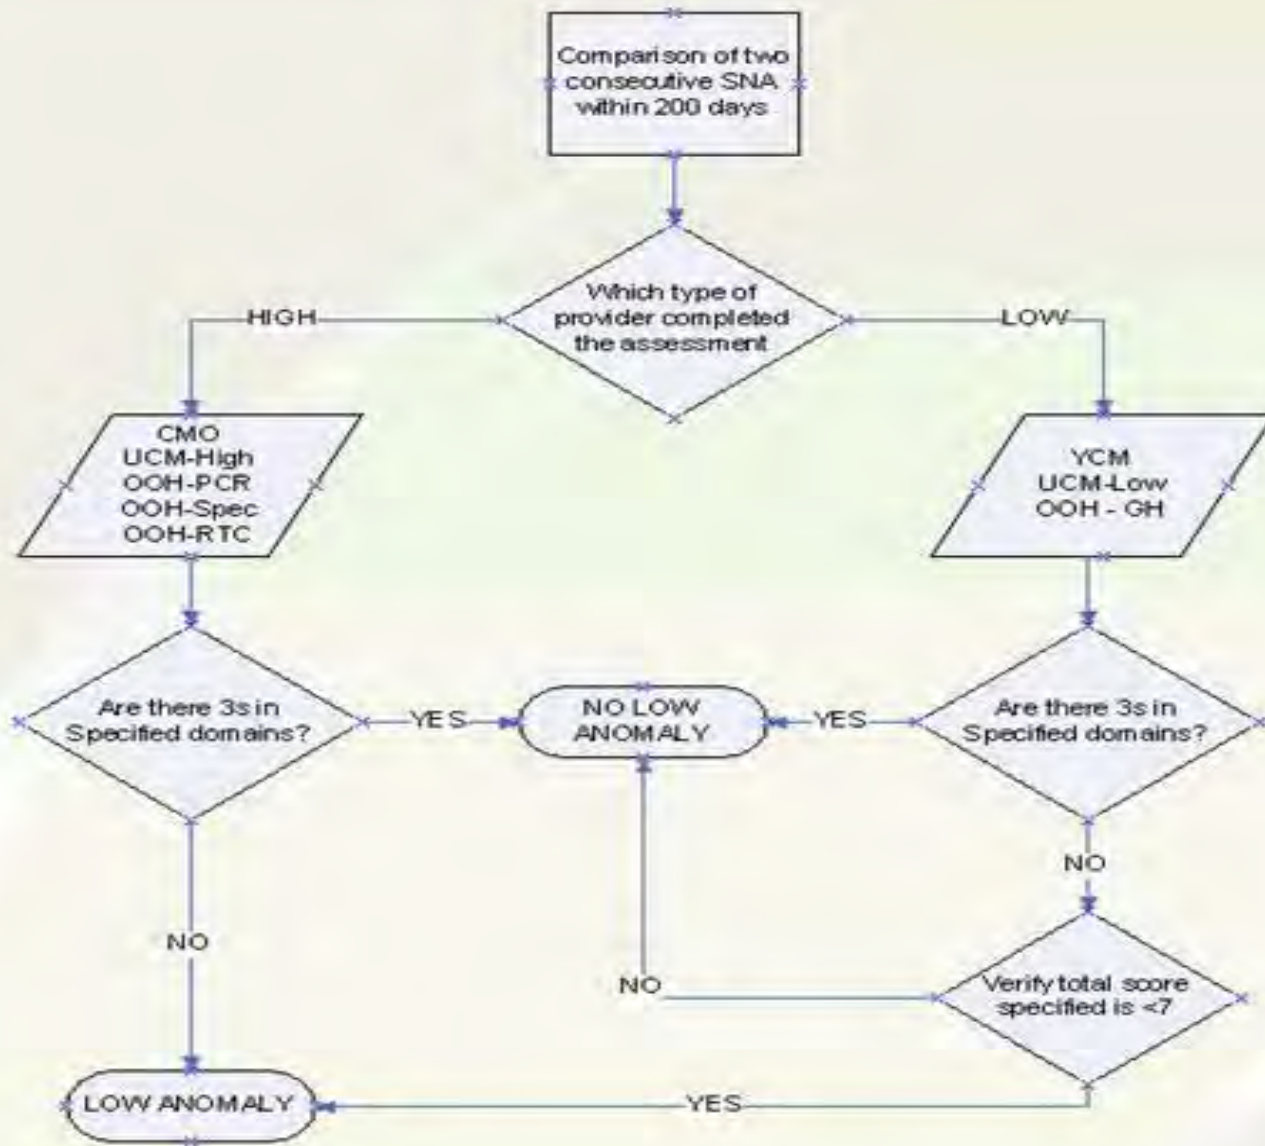 Comparison of two
consecutive SNA
within 200 days
Which type of
provider completed
the assessment
HIGH
LOW
CMO
UCM-High
OOH-PCR
OOH-Spec
OOH-RTC
YCM
UCM-Low
OOH - GH
Are there 3s in
Specified domains?
YES
NO LOW
ANOMALY
YES
Are there 3s in
Specified domains?
NO
NO
NO
Verify total score
specified is <7
LOW ANOMALY
YES